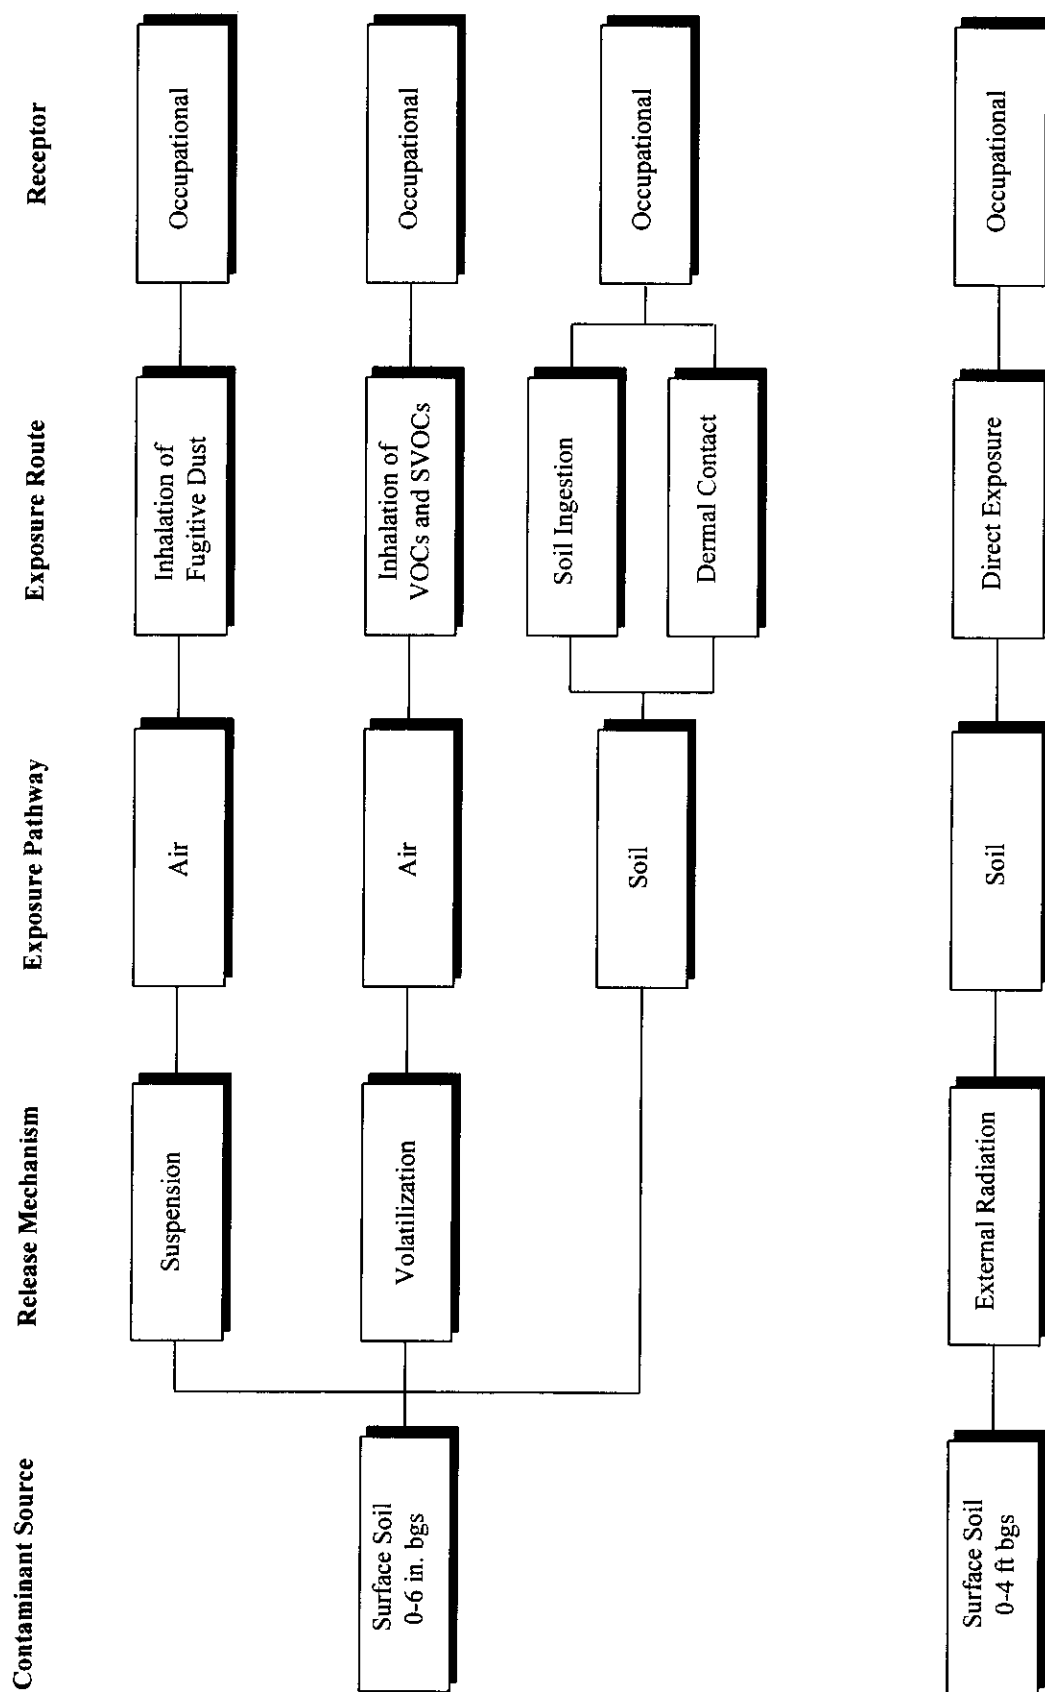 Contaminant Source
Release Mechanism
Exposure Pathway
Exposure Route
Receptor
Suspension
Air
Inhalation of
Fugitive Dust
Occupational
Surface Soil
0-6 in. bgs
Volatilization
Air
Inhalation of
VOCs and SVOCs
Occupational
Soil
Soil Ingestion
Dermal Contact
Occupational
Surface Soil
0-4 ft bgs
External Radiation
Soil
Direct Exposure
Occupational